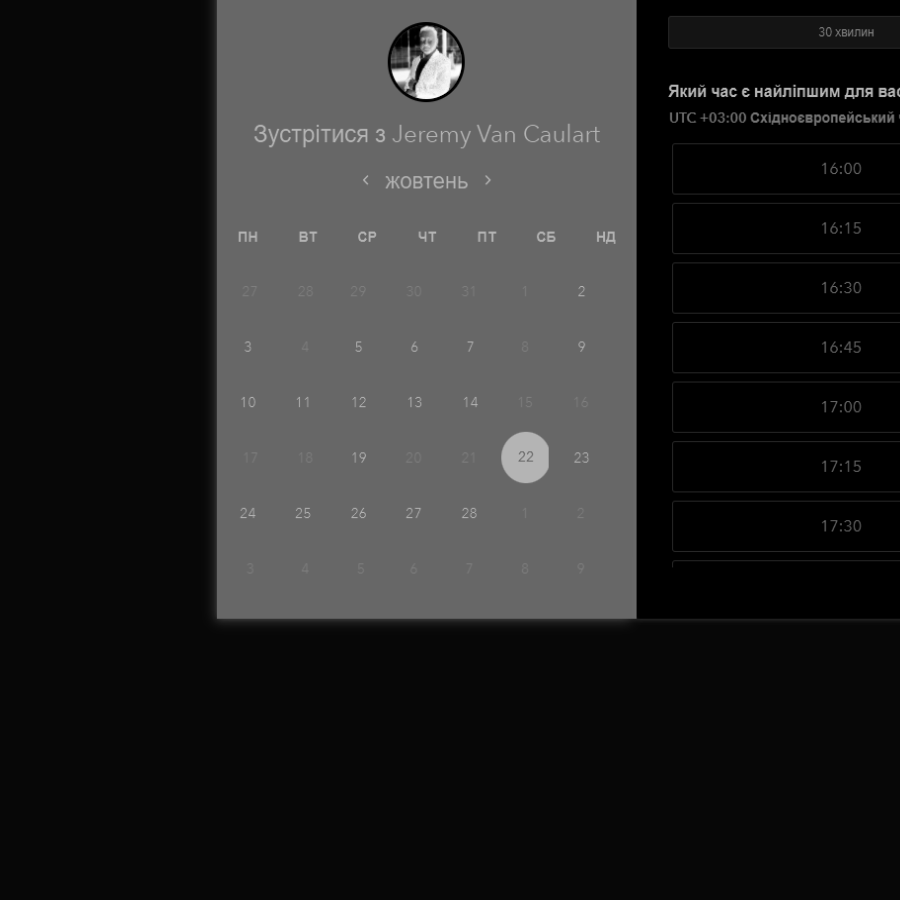 Зустрітися з Jeremy Van Caulart
жовтень
ПН ВТ СР ЧТ ПТ СБ НД
27 28 29 30 31 1 2
3 4 5 6 7 8 9
10 11 12 13 14 15 16
17 18 19 20 21 22 23
24 25 26 27 28 1 2
3 4 5 6 7 8 9
30 хвилин
Який час є найліпшим для вас
UTC +03:00 Східноєвропейський
16:00
16:15
16:30
16:45
17:00
17:15
17:30